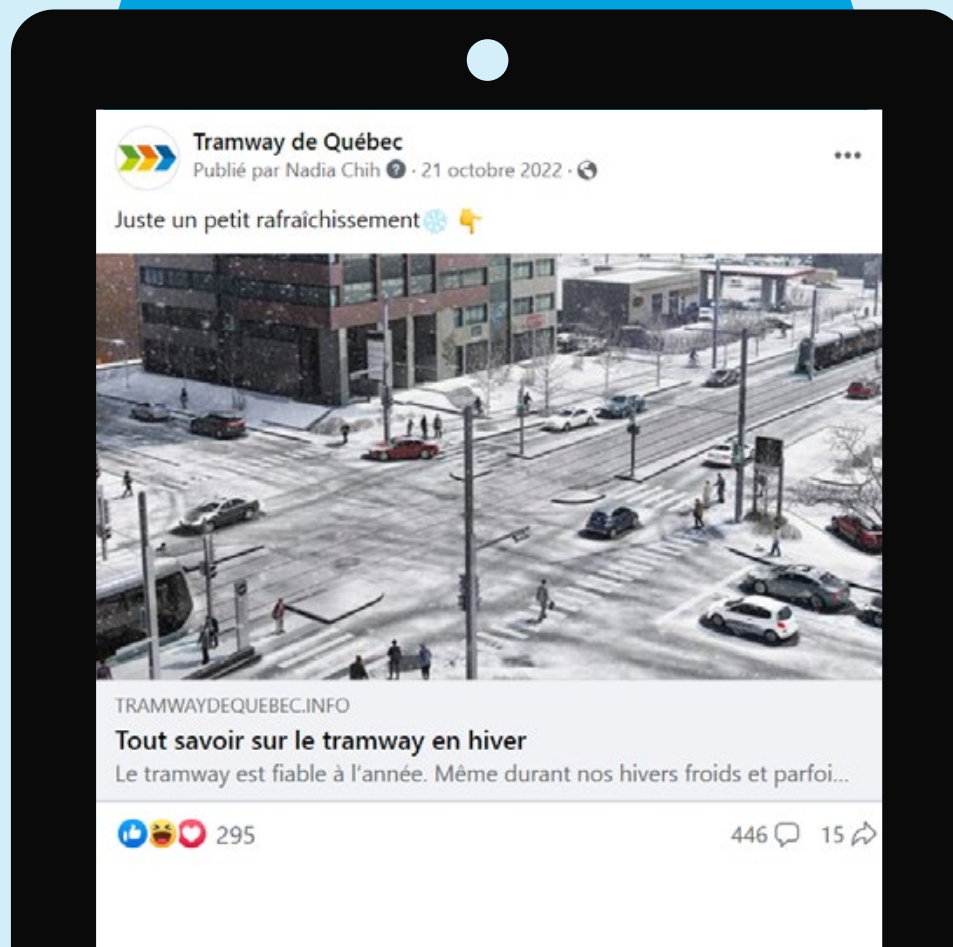 Tramway de Québec
Publié par Nadia Chih · 21 octobre 2022 ·
Juste un petit rafraîchissement❄️ 👇
TRAMWAYDEQUEBEC.INFO
Tout savoir sur le tramway en hiver
Le tramway est fiable à l'année. Même durant nos hivers froids et parfoi...
295
446 15